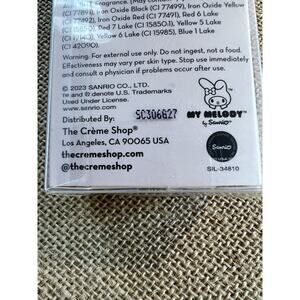 Fragrance. (May
Iron Oxide Black (CI 77499), Iron Oxide Yellow
(CI 77492), Iron Oxide Red (CI 77491), Red 6 Lake
Red 7 Lake (CI 15850:1), Yellow 5 Lake
Yellow 6 Lake (CI 15985), Blue 1 Lake
(CI 42090).
Warning: For external use only. Do not ingest, not a food.
Effectiveness may vary per skin type. Stop use immediately
and consult a physician if problems occur after use.
© 2023 SANRIO CO., LTD.
™ and ® denote U.S. Trademarks
Used Under License.
www.sanrio.com
SC306627
Distributed By:
The Crème Shop®
Los Angeles, CA 90065 USA
thecremeshop.com
@thecremeshop
MY MELODY™
by Sanrio®
Sanrio
SIL-34810